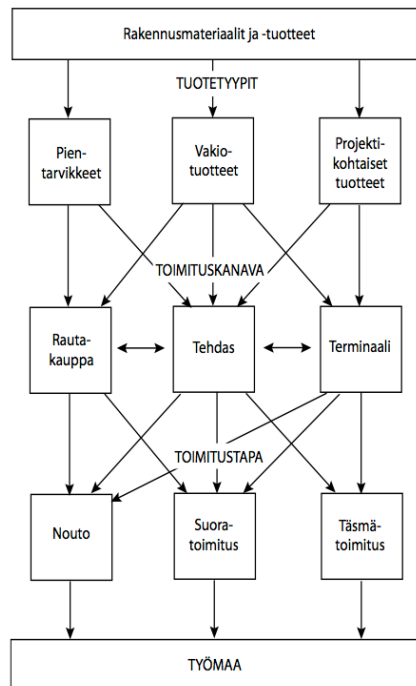 Rakennusmateriaalit ja -tuotteet
TUOTETYYPIT
Pien-
tarvikkeet
Vakio-
tuotteet
Projekti-
kohtaiset
tuotteet
TOIMITUSKANAVA
Rauta-
kauppa
Tehdas
Terminaali
TOIMITUSTAPA
Nouto
Suora-
toimitus
Täsmä-
toimitus
TYÖMAA